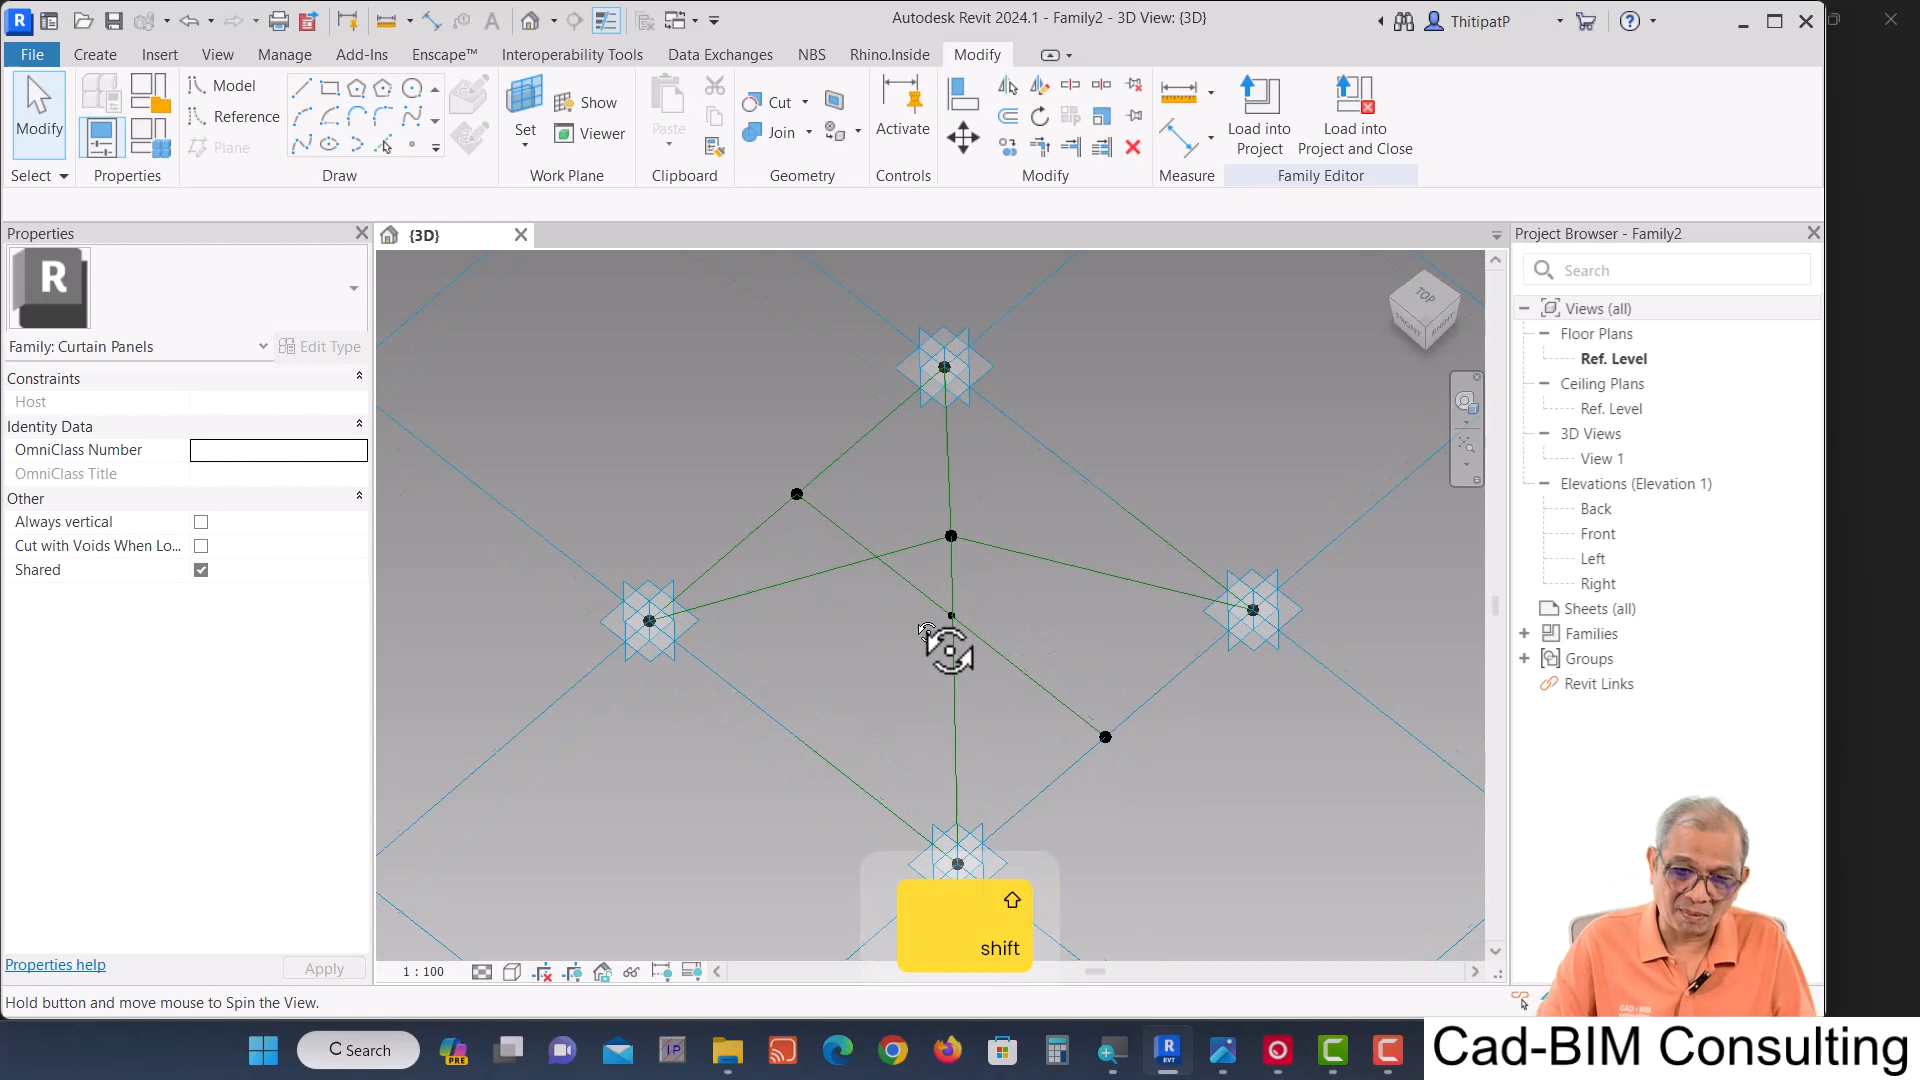 Autodesk Revit 2024.1 - Family2 - 3D View: {3D}
ThitipatP
File
Create
Insert
View
Manage
Add-Ins
Enscape™
Interoperability Tools
Data Exchanges
NBS
Rhino.Inside
Modify
Modify
Model
Reference
Plane
Set
Show
Viewer
Paste
Cut
Join
Activate
Load into
Project
Load into
Project and Close
Select
Properties
Draw
Work Plane
Clipboard
Geometry
Controls
Modify
Measure
Family Editor
Properties
R
Family: Curtain Panels
Edit Type
Constraints
Host
Identity Data
OmniClass Number
OmniClass Title
Other
Always vertical
Cut with Voids When Lo...
Shared
Properties help
Apply
{3D}
TOP
FRONT
RIGHT
shift
1 : 100
Project Browser - Family2
Search
Views (all)
Floor Plans
Ref. Level
Ceiling Plans
Ref. Level
3D Views
View 1
Elevations (Elevation 1)
Back
Front
Left
Right
Sheets (all)
Families
Groups
Revit Links
Hold button and move mouse to Spin the View.
Search
PRE
IP
R
RVT
Cad-BIM Consulting